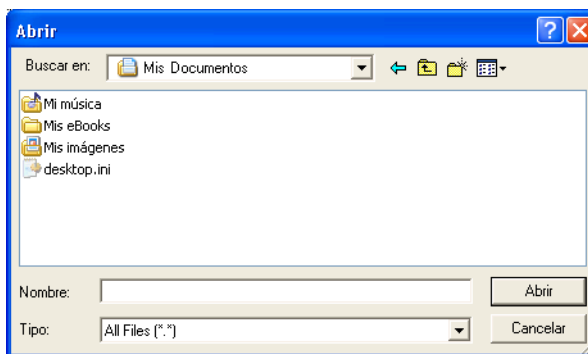 Abrir
Buscar en: Mis Documentos
Mi música
Mis eBooks
Mis imágenes
desktop.ini
Nombre: Abrir
Tipo: All Files (*.*) Cancelar